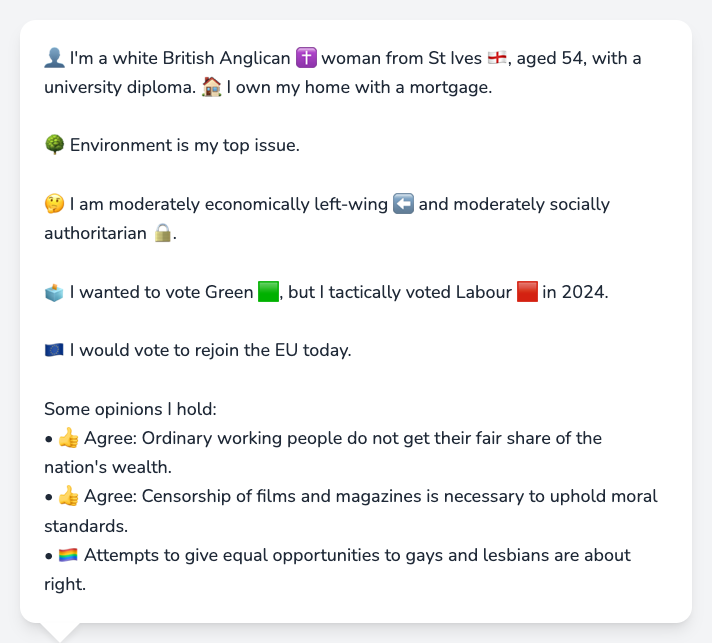 👤 I'm a white British Anglican ✝️ woman from St Ives 🏴󠁧󠁢󠁥󠁮󠁧󠁿, aged 54, with a
university diploma. 🏠 I own my home with a mortgage.
🌳 Environment is my top issue.
🤔 I am moderately economically left-wing ⬅️ and moderately socially
authoritarian 🔒.
🗳️ I wanted to vote Green 🟩, but I tactically voted Labour 🟥 in 2024.
🇪🇺 I would vote to rejoin the EU today.
Some opinions I hold:
• 👍 Agree: Ordinary working people do not get their fair share of the
nation's wealth.
• 👍 Agree: Censorship of films and magazines is necessary to uphold moral
standards.
• 🏳️‍🌈 Attempts to give equal opportunities to gays and lesbians are about
right.